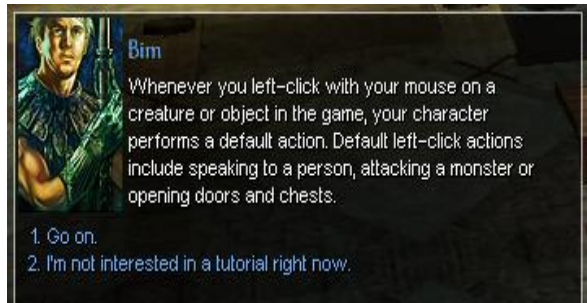 Bim
Whenever you left-click with your mouse on a
creature or object in the game, your character
performs a default action. Default left-click actions
include speaking to a person, attacking a monster or
opening doors and chests.
1. Go on.
2. I'm not interested in a tutorial right now.